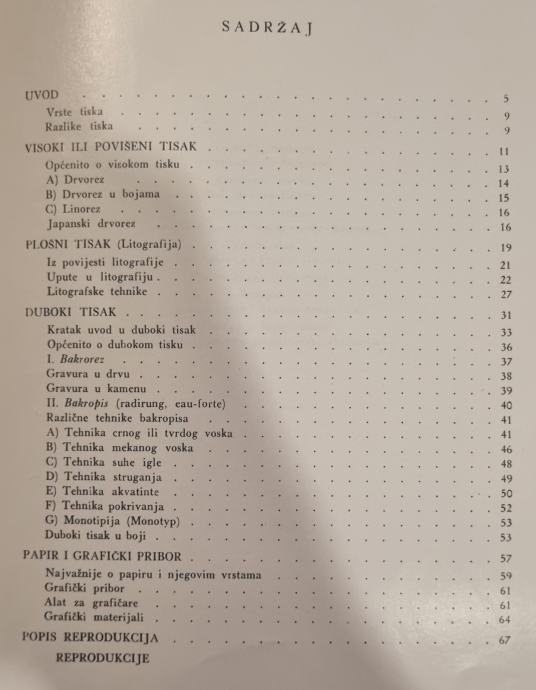 SADRŽAJ
UVOD . . . . . . . . . . . . . . . . . 5
Vrste tiska . . . . . . . . . . . . . . . . 9
Razlike tiska . . . . . . . . . . . . . . . 9
VISOKI ILI POVIŠENI TISAK . . . . . . . . . . . 11
Općenito o visokom tisku . . . . . . . . . . . . 13
A) Drvorez . . . . . . . . . . . . . . . 14
B) Drvorez u bojama . . . . . . . . . . . . . 15
C) Linorez . . . . . . . . . . . . . . . 16
Japanski drvorez . . . . . . . . . . . . . . 16
PLOŠNI TISAK (Litografija) . . . . . . . . . . . . 19
Iz povijesti litografije . . . . . . . . . . . . . 21
Upute u litografiju . . . . . . . . . . . . . . 22
Litografske tehnike . . . . . . . . . . . . . . 27
DUBOKI TISAK . . . . . . . . . . . . . . . 31
Kratak uvod u duboki tisak . . . . . . . . . . . 33
Općenito o dubokom tisku . . . . . . . . . . . . 36
I. Bakrorez . . . . . . . . . . . . . . . 37
Gravura u drvu . . . . . . . . . . . . . . 38
Gravura u kamenu . . . . . . . . . . . . . . 39
II. Bakropis (radirung, eau-forte) . . . . . . . . . . 40
Različne tehnike bakropisa . . . . . . . . . . . 41
A) Tehnika crnog ili tvrdog voska . . . . . . . . . . 41
B) Tehnika mekanog voska . . . . . . . . . . . . 46
C) Tehnika suhe igle . . . . . . . . . . . . . 48
D) Tehnika struganja . . . . . . . . . . . . . 49
E) Tehnika akvatinte . . . . . . . . . . . . . 50
F) Tehnika pokrivanja . . . . . . . . . . . . . 52
G) Monotipija (Monotyp) . . . . . . . . . . . . 53
Duboki tisak u boji . . . . . . . . . . . . . . 53
PAPIR I GRAFIČKI PRIBOR . . . . . . . . . . . . 57
Najvažnije o papiru i njegovim vrstama . . . . . . . . 59
Grafički pribor . . . . . . . . . . . . . . . 61
Alat za grafičare . . . . . . . . . . . . . . 61
Grafički materijali . . . . . . . . . . . . . . 64
POPIS REPRODUKCIJA . . . . . . . . . . . . . 67
REPRODUKCIJE